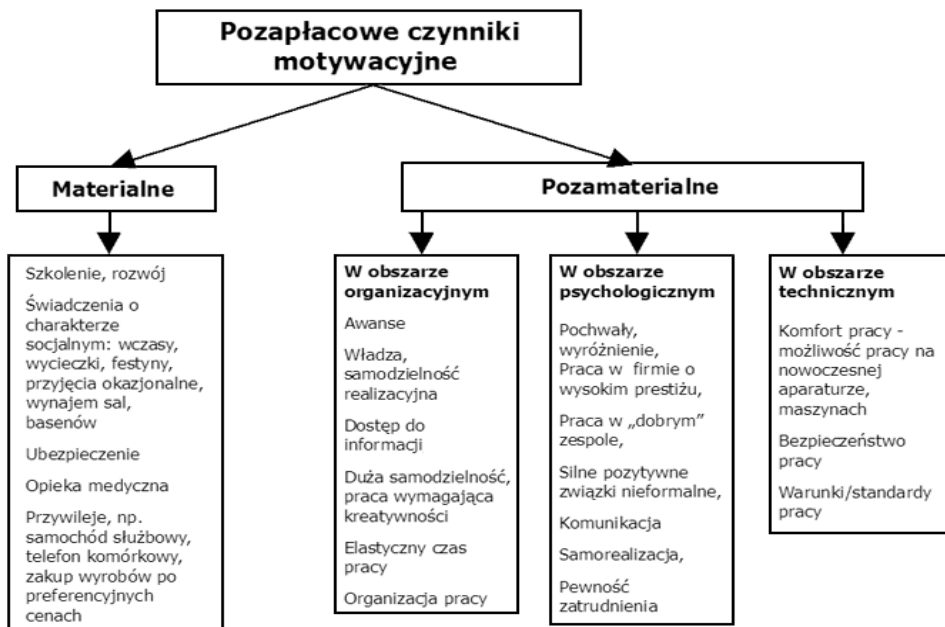 Pozapłacowe czynniki
motywacyjne
Materialne
Pozamaterialne
Szkolenie, rozwój
Świadczenia o
charakterze
socjalnym: wczasy,
wycieczki, festyny,
przyjęcia okazjonalne,
wynajem sal,
basenów
Ubezpieczenie
Opieka medyczna
Przywileje, np.
samochód służbowy,
telefon komórkowy,
zakup wyrobów po
preferencyjnych
cenach
W obszarze
organizacyjnym
Awanse
Władza,
samodzielność
realizacyjna
Dostęp do
informacji
Duża samodzielność,
praca wymagająca
kreatywności
Elastyczny czas
pracy
Organizacja pracy
W obszarze
psychologicznym
Pochwały,
wyróżnienie,
Praca w firmie o
wysokim prestiżu,
Praca w „dobrym”
zespole,
Silne pozytywne
związki nieformalne,
Komunikacja
Samorealizacja,
Pewność
zatrudnienia
W obszarze
technicznym
Komfort pracy -
możliwość pracy na
nowoczesnej
aparaturze,
maszynach
Bezpieczeństwo
pracy
Warunki/standardy
pracy